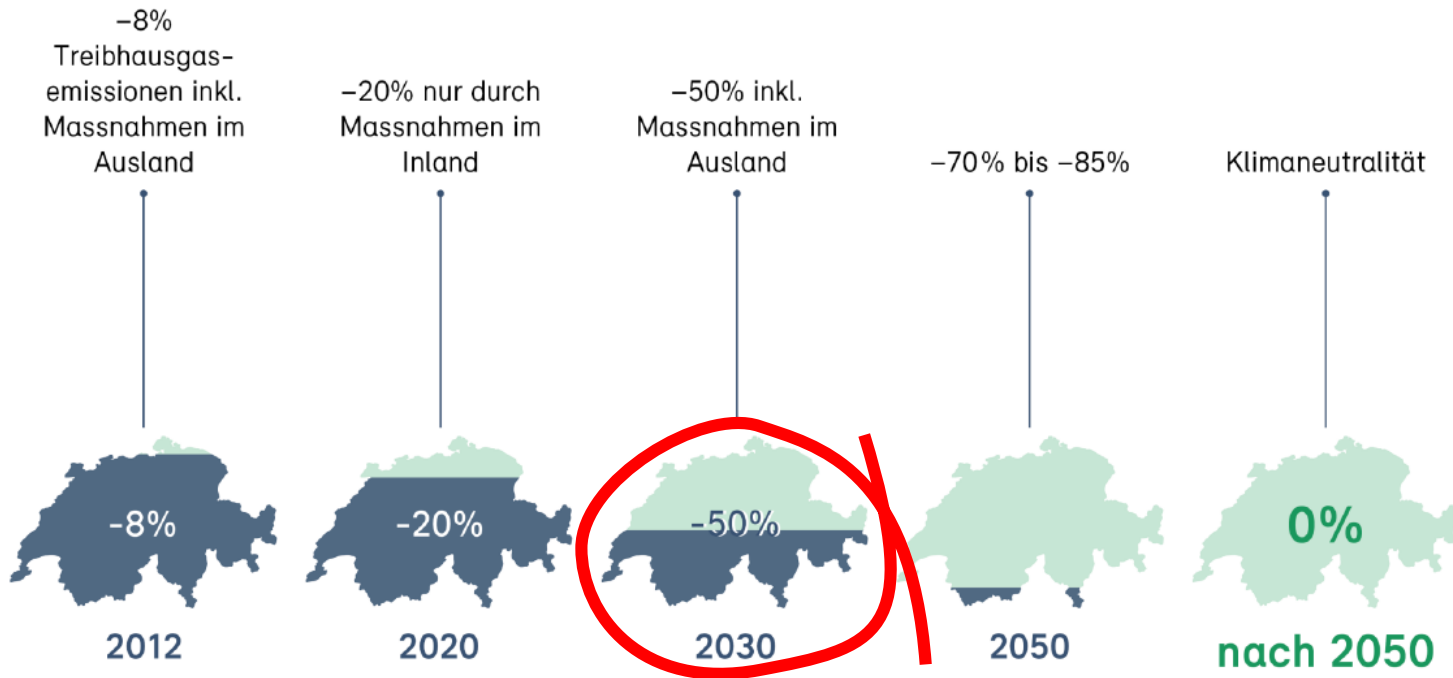 –8%
Treibhausgas-
emissionen inkl.
Massnahmen im
Ausland
–20% nur durch
Massnahmen im
Inland
–50% inkl.
Massnahmen im
Ausland
–70% bis –85%
Klimaneutralität
-8%
-20%
-50%
0%
2012
2020
2030
2050
nach 2050